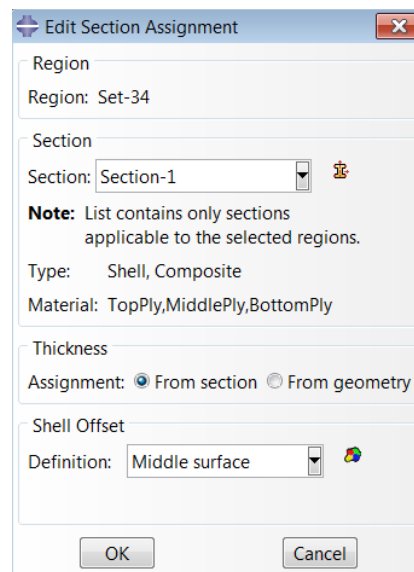 Edit Section Assignment
Region
Region: Set-34
Section
Section: Section-1
Note: List contains only sections
applicable to the selected regions.
Type: Shell, Composite
Material: TopPly,MiddlePly,BottomPly
Thickness
Assignment: From section From geometry
Shell Offset
Definition: Middle surface
OK Cancel